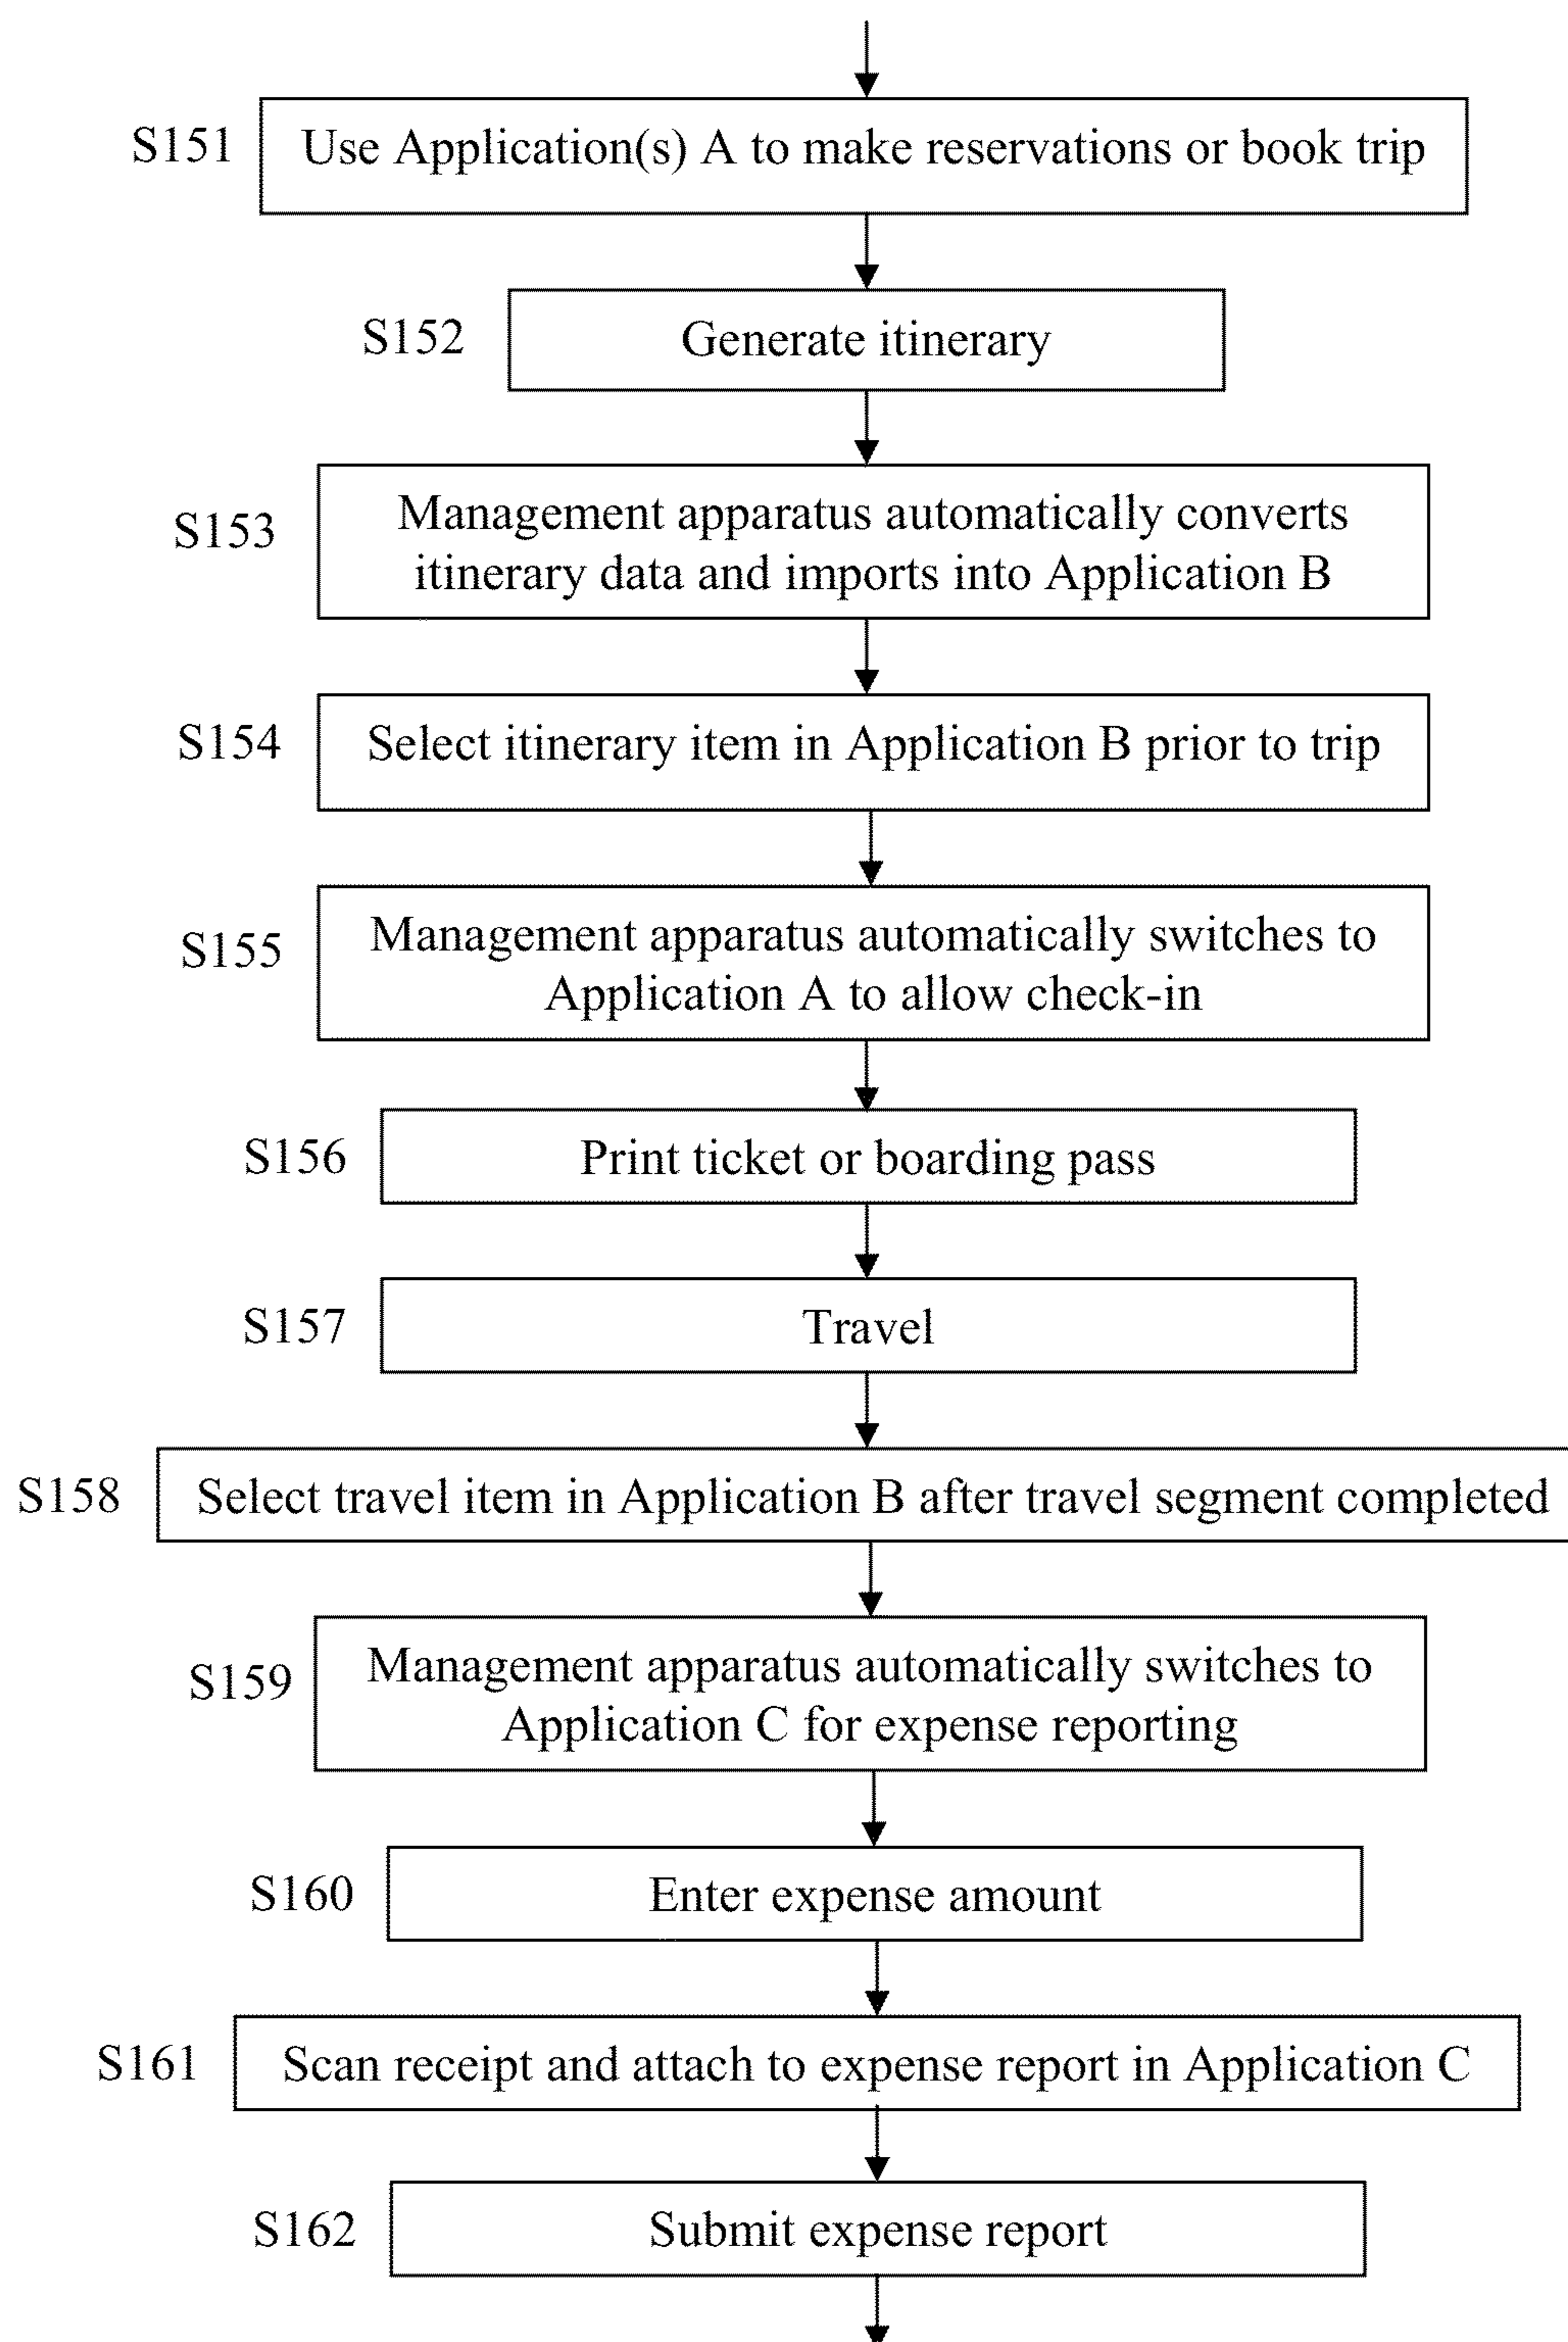 S151 Use Application(s) A to make reservations or book trip
S152 Generate itinerary
S153 Management apparatus automatically converts
itinerary data and imports into Application B
S154 Select itinerary item in Application B prior to trip
S155 Management apparatus automatically switches to
Application A to allow check-in
S156 Print ticket or boarding pass
S157 Travel
S158 Select travel item in Application B after travel segment completed
S159 Management apparatus automatically switches to
Application C for expense reporting
S160 Enter expense amount
S161 Scan receipt and attach to expense report in Application C
S162 Submit expense report